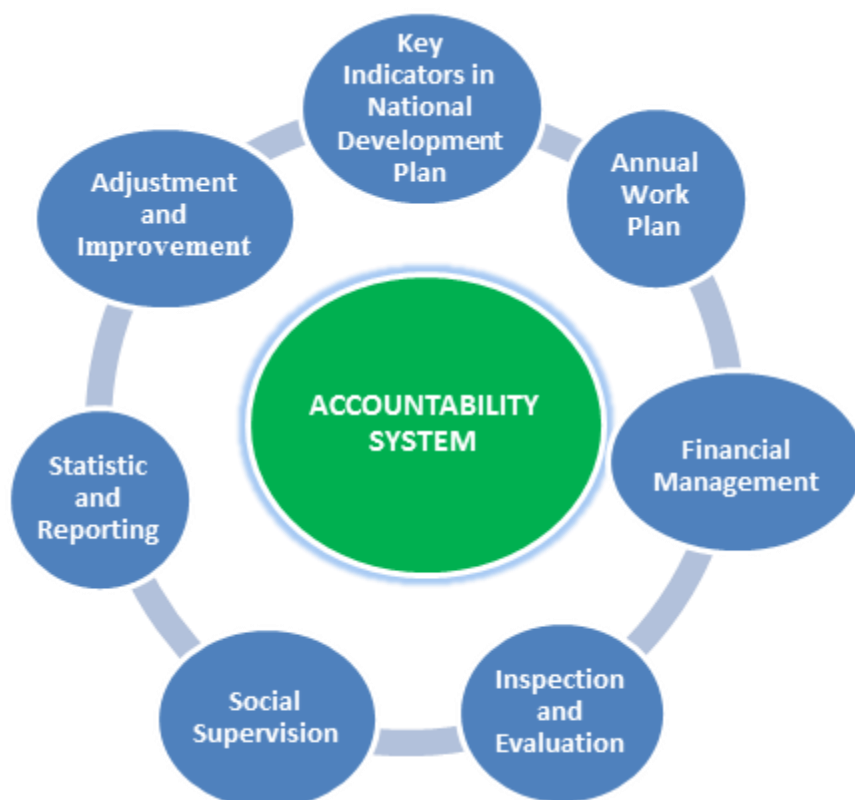 Key
Indicators in
National
Development
Plan
Annual
Work
Plan
Financial
Management
Inspection
and
Evaluation
Social
Supervision
Statistic
and
Reporting
Adjustment
and
Improvement
ACCOUNTABILITY
SYSTEM